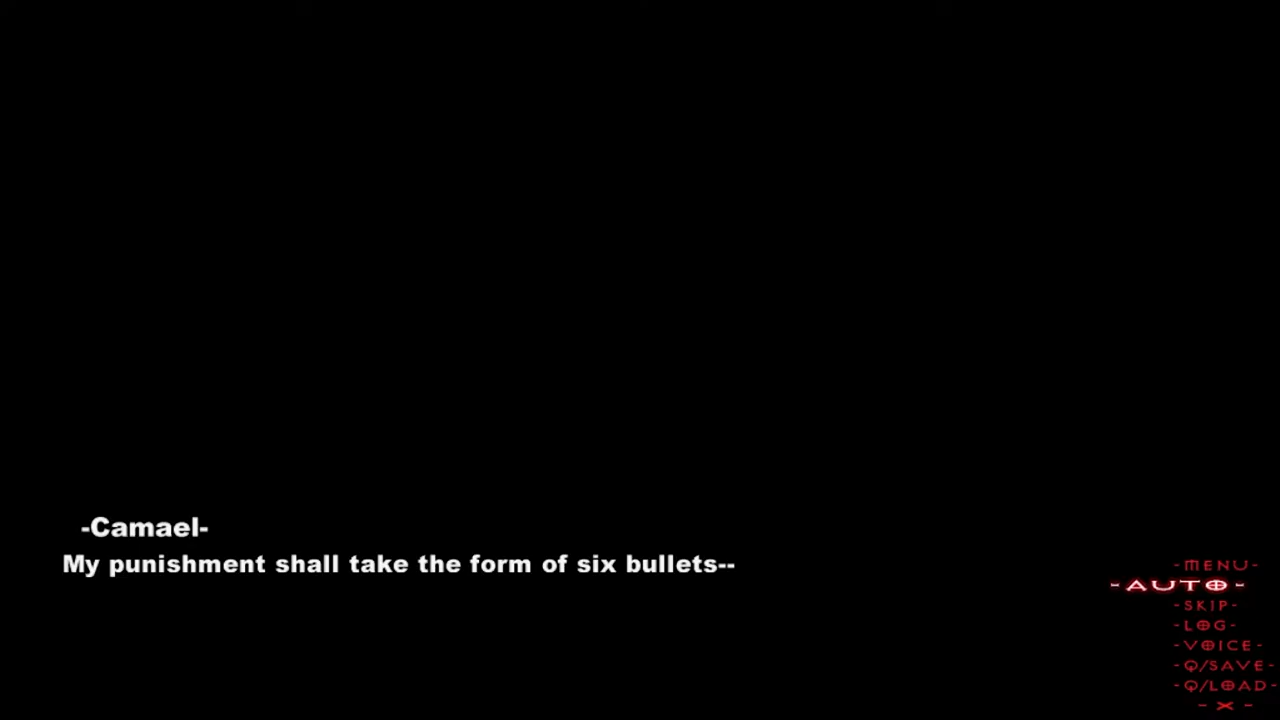 -Camael-
My punishment shall take the form of six bullets--
-MENU-
-AUTO-
-SKIP-
-LOG-
-VOICE-
-Q/SAVE-
-Q/LOAD-
-X-